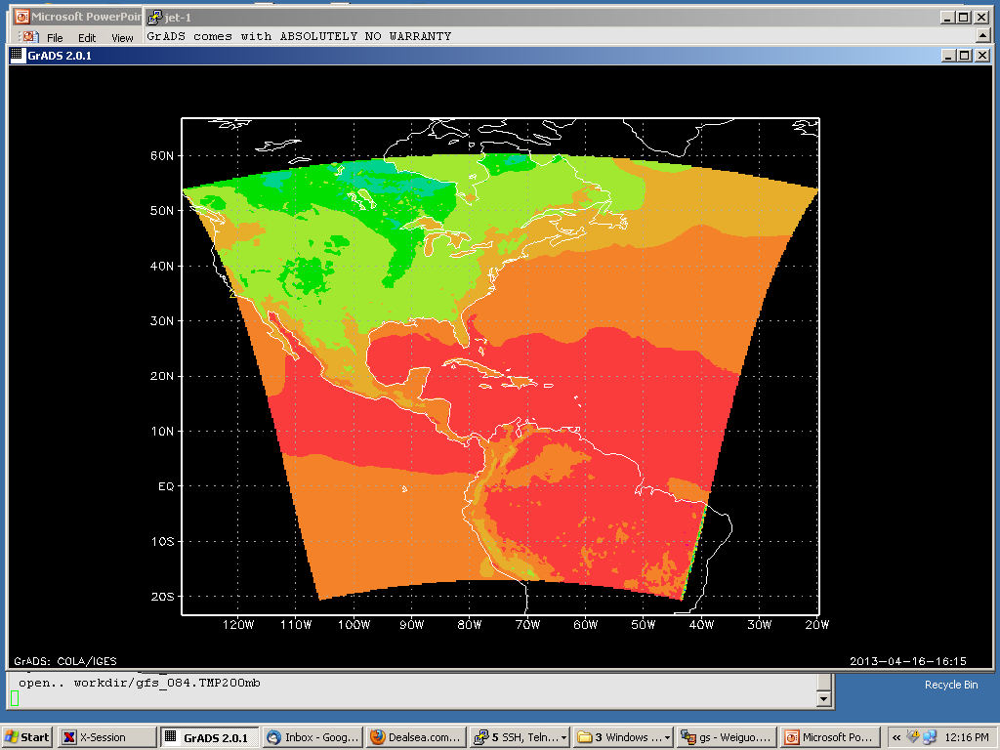 Microsoft PowerPoin
jet-1
File Edit View
GrADS comes with ABSOLUTELY NO WARRANTY
GrADS 2.0.1
60N
50N
40N
30N
20N
10N
EQ
10S
20S
120W 110W 100W 90W 80W 70W 60W 50W 40W 30W 20W
GrADS: COLA/IGES
2013-04-16-16:15
open.. workdir/gfs_084.TMP200mb
Recycle Bin
Start X-Session GrADS 2.0.1 Inbox - Goog... Dealsea.com... 5 SSH, Teln... 3 Windows ... gs - Weiguo.... Microsoft Po... « 12:16 PM